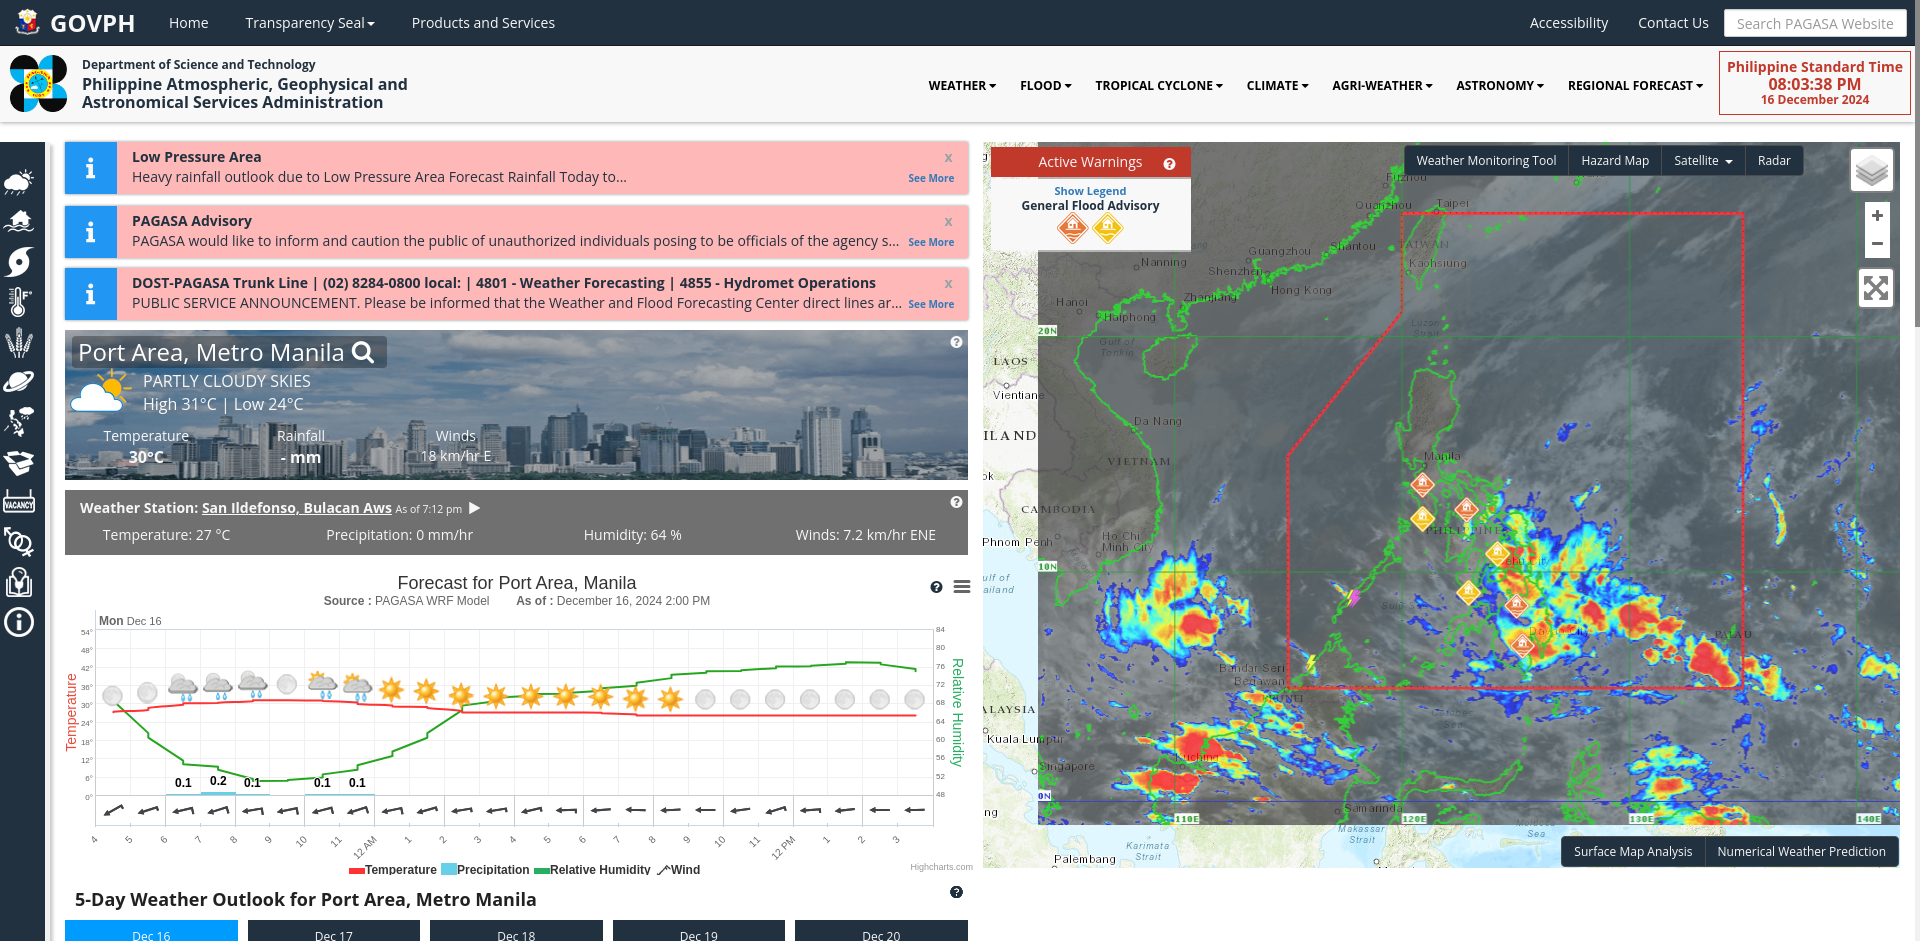 GOVPH
Home
Transparency Seal
Products and Services
Accessibility
Contact Us
Search PAGASA Website
Department of Science and Technology
Philippine Atmospheric, Geophysical and
Astronomical Services Administration
WEATHER
FLOOD
TROPICAL CYCLONE
CLIMATE
AGRI-WEATHER
ASTRONOMY
REGIONAL FORECAST
Philippine Standard Time
08:03:38 PM
16 December 2024
VACANCY
Low Pressure Area
x
Heavy rainfall outlook due to Low Pressure Area Forecast Rainfall Today to...
See More
PAGASA Advisory
x
PAGASA would like to inform and caution the public of unauthorized individuals posing to be officials of the agency s...
See More
DOST-PAGASA Trunk Line | (02) 8284-0800 local: | 4801 - Weather Forecasting | 4855 - Hydromet Operations
x
PUBLIC SERVICE ANNOUNCEMENT. Please be informed that the Weather and Flood Forecasting Center direct lines ar...
See More
Port Area, Metro Manila
PARTLY CLOUDY SKIES
High 31°C | Low 24°C
Temperature
30°C
Rainfall
- mm
Winds
18 km/hr E
Weather Station: San Ildefonso, Bulacan Aws As of 7:12 pm
Temperature: 27 °C
Precipitation: 0 mm/hr
Humidity: 64 %
Winds: 7.2 km/hr ENE
Forecast for Port Area, Manila
Source : PAGASA WRF Model As of : December 16, 2024 2:00 PM
Mon Dec 16
54°
48°
42°
36°
30°
24°
18°
12°
6°
0°
Temperature
84
80
76
72
68
64
60
56
52
48
Relative Humidity
0.1
0.2
0.1
0.1
0.1
4 5 6 7 8 9 10 11 12 AM 1 2 3 4 5 6 7 8 9 10 11 12 PM 1 2 3
Temperature Precipitation Relative Humidity Wind
Highcharts.com
5-Day Weather Outlook for Port Area, Metro Manila
Dec 16
Dec 17
Dec 18
Dec 19
Dec 20
Active Warnings
Show Legend
General Flood Advisory
Weather Monitoring Tool
Hazard Map
Satellite
Radar
+
−
Fuzhou
Quanzhou
Taipei
TAIWAN
Kaohsiung
Shantou
Guangzhou
Shenzhen
Hong Kong
Nanning
Zhanjiang
Hanoi
Haiphong
Gulf of
Tonkin
Luzon
Strait
20N
LAOS
Vientiane
Da Nang
ILAND
VIETNAM
Manila
ok
CAMBODIA
PHILIPPINES
Phnom Penh
Ho Chi
Minh City
10N
ulf of
ailand
PALAU
Bandar Seri
Begawan
BRUNEI
ALAYSIA
Kuala Lumpur
Singapore
Kuching
0N
ng
Samarinda
110E
120E
130E
140E
Makassar
Strait
Karimata
Strait
Sea
Palembang
Surface Map Analysis
Numerical Weather Prediction